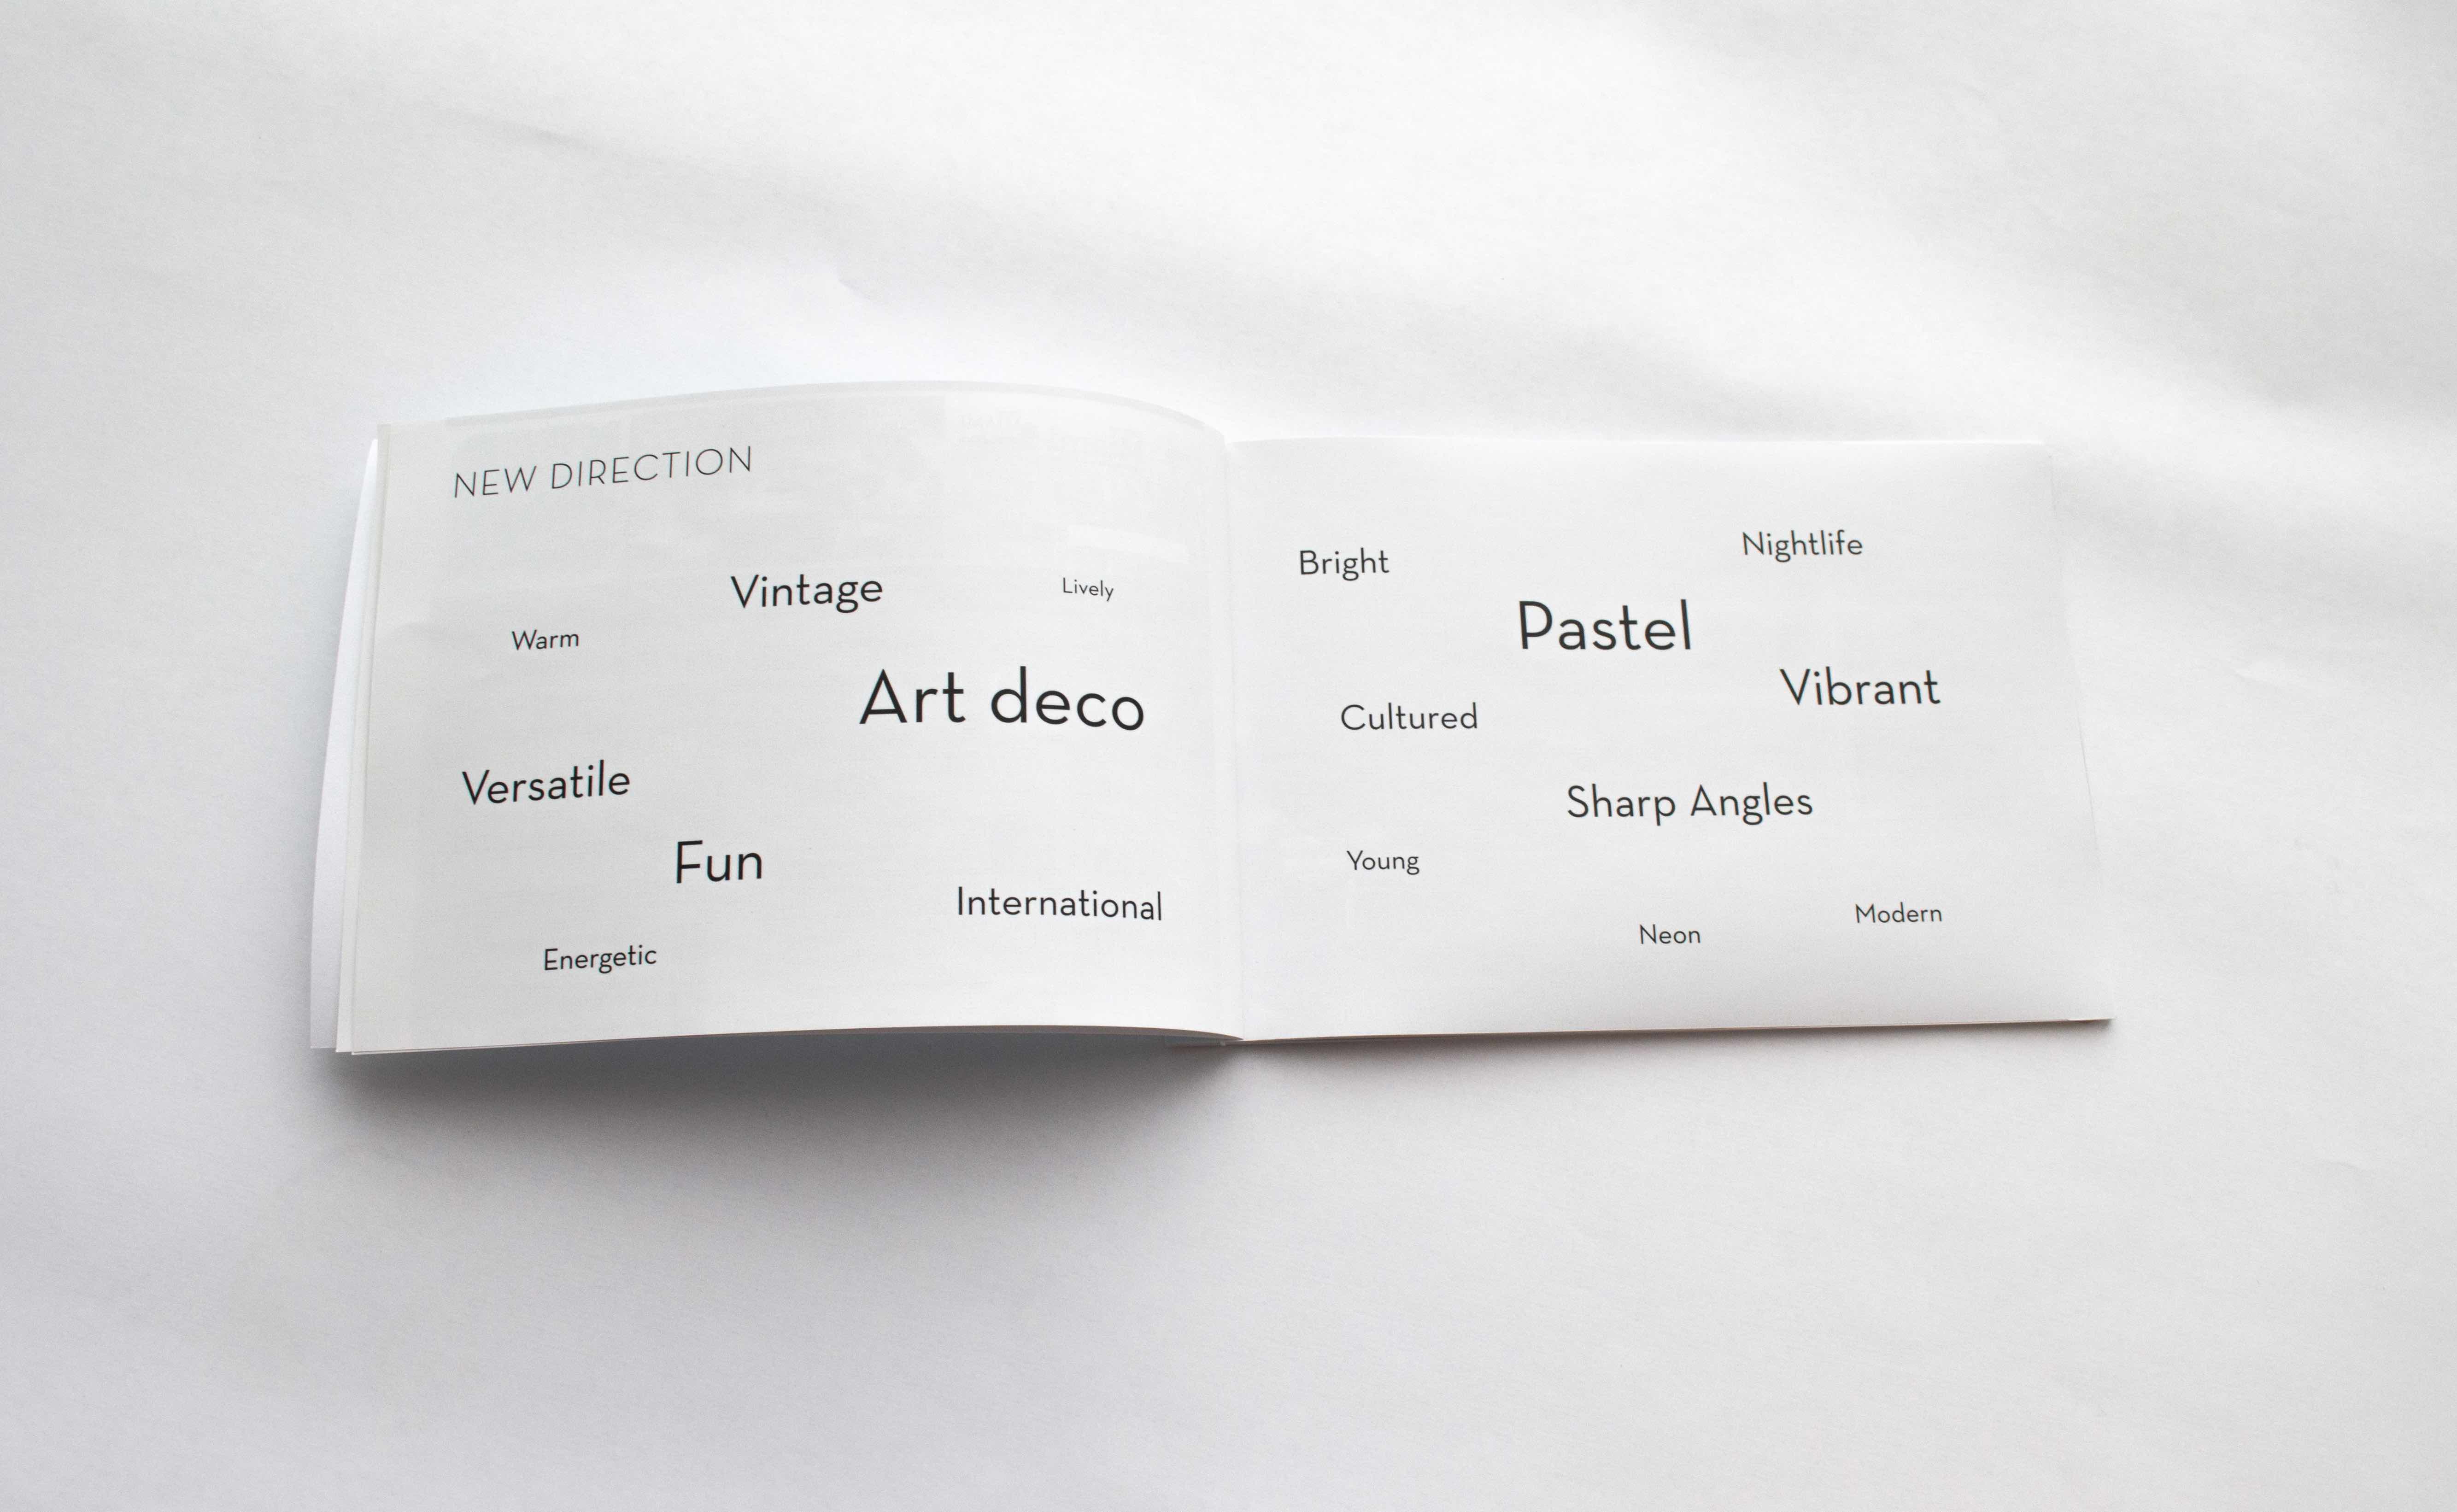 NEW DIRECTION
Vintage
Lively
Warm
Art deco
Versatile
Fun
International
Energetic
Bright
Nightlife
Pastel
Vibrant
Cultured
Sharp Angles
Young
Modern
Neon